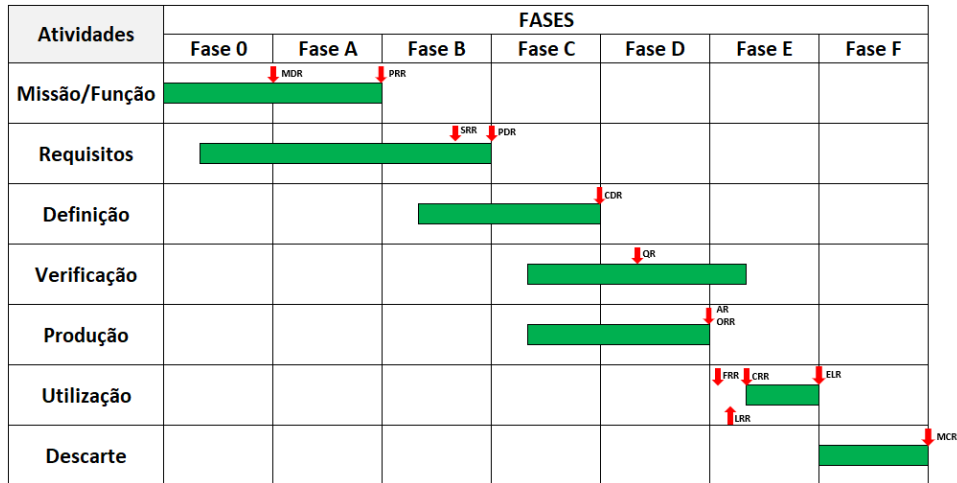 Atividades
FASES
Fase 0 Fase A Fase B Fase C Fase D Fase E Fase F
MDR PRR
Missão/Função
SRR PDR
Requisitos
CDR
Definição
QR
Verificação
AR
ORR
Produção
FRR CRR ELR
Utilização
LRR
MCR
Descarte